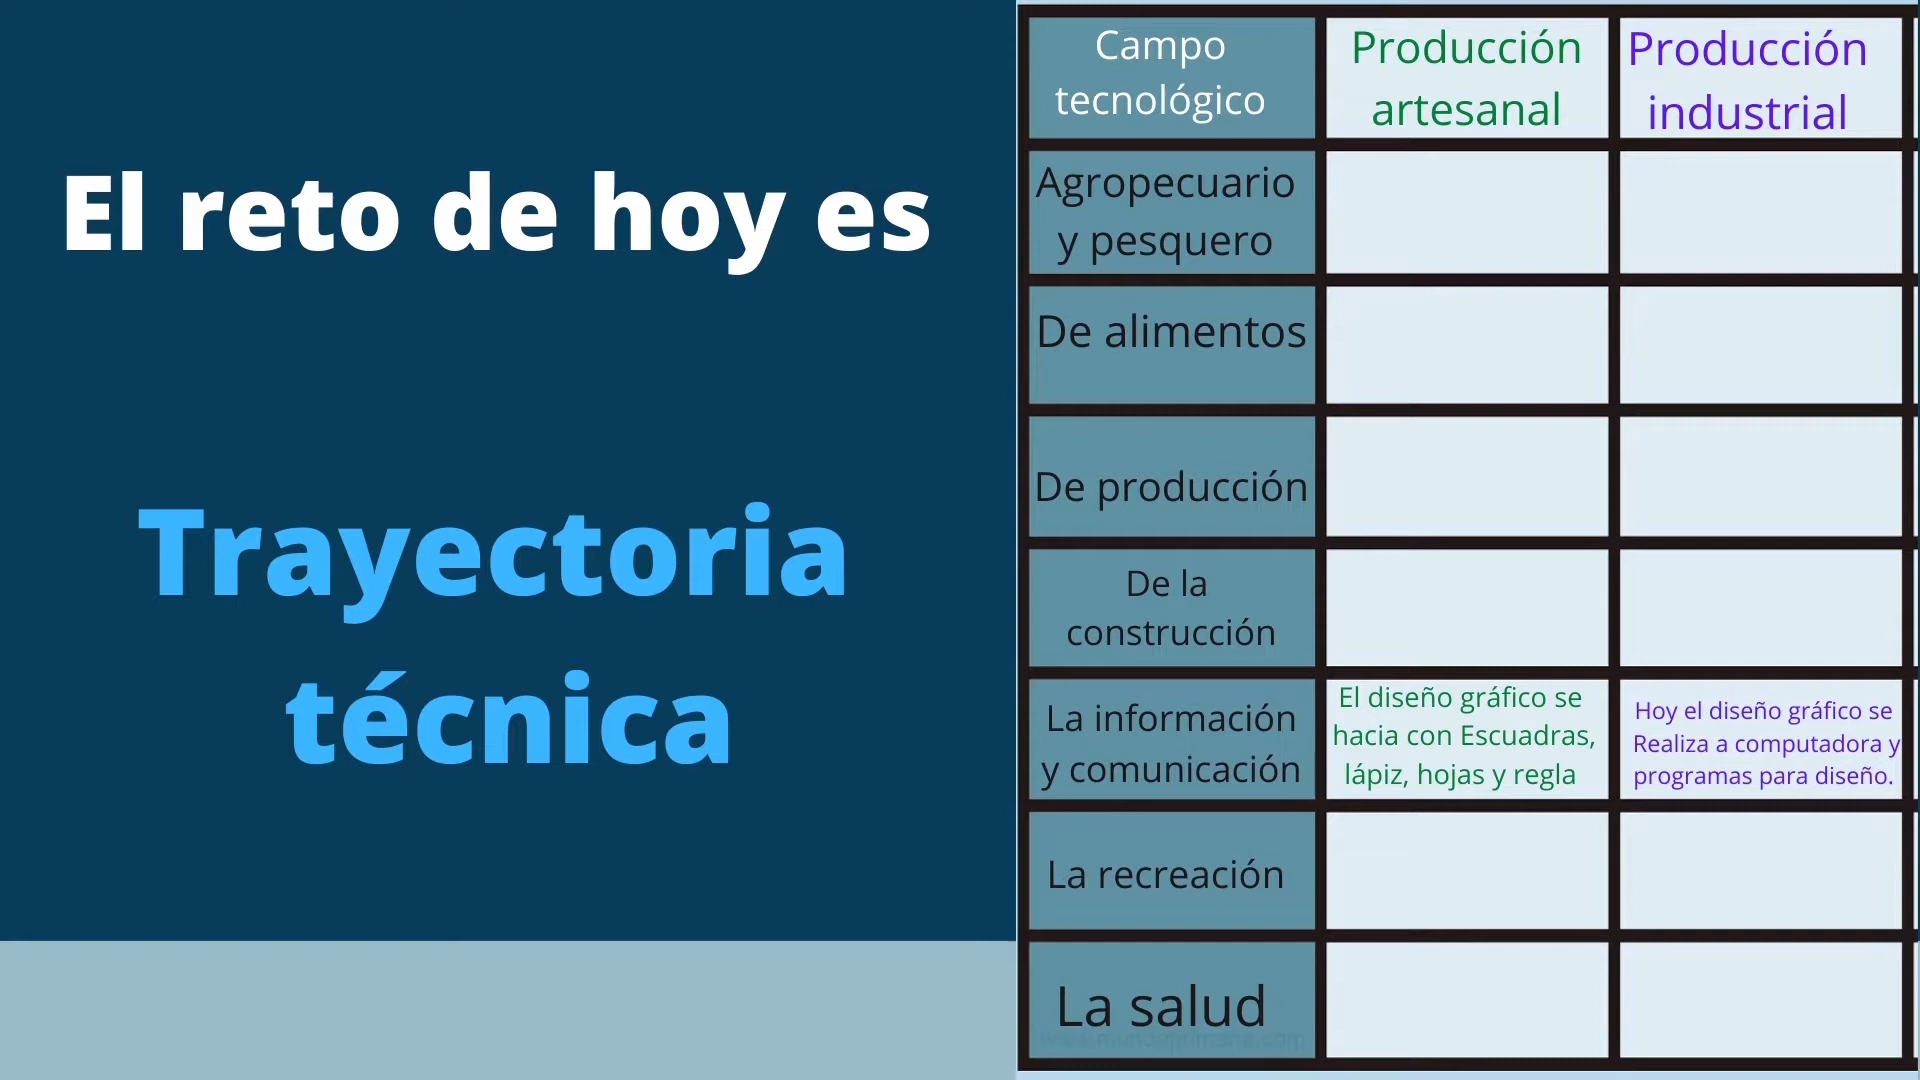 El reto de hoy es
Trayectoria
técnica
Campo
tecnológico
Producción
artesanal
Producción
industrial
Agropecuario
y pesquero
De alimentos
De producción
De la
construcción
La información
y comunicación
El diseño gráfico se
hacia con Escuadras,
lápiz, hojas y regla
Hoy el diseño gráfico se
Realiza a computadora y
programas para diseño.
La recreación
La salud